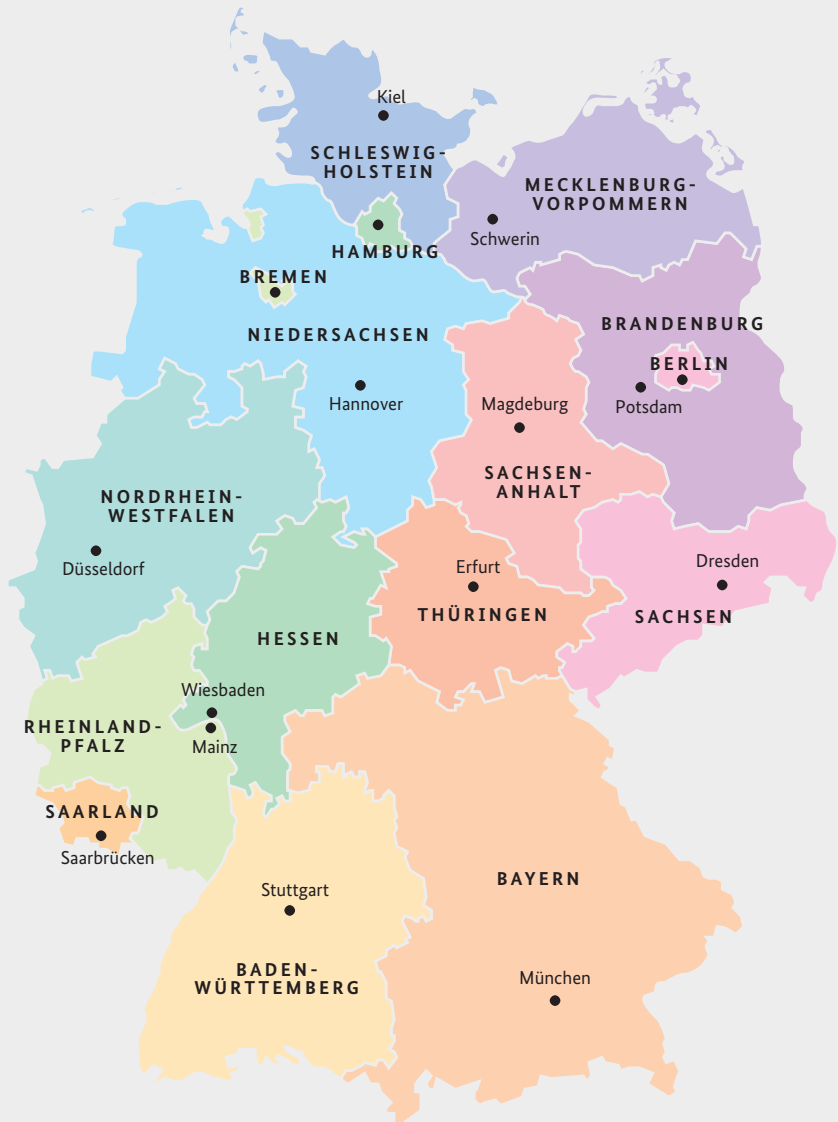 Kiel
SCHLESWIG-
HOLSTEIN
MECKLENBURG-
VORPOMMERN
Schwerin
HAMBURG
BREMEN
NIEDERSACHSEN
Hannover
BRANDENBURG
BERLIN
Potsdam
Magdeburg
SACHSEN-
ANHALT
NORDRHEIN-
WESTFALEN
Düsseldorf
Erfurt
THÜRINGEN
Dresden
SACHSEN
HESSEN
Wiesbaden
RHEINLAND-
PFALZ
Mainz
SAARLAND
Saarbrücken
BAYERN
Stuttgart
BADEN-
WÜRTTEMBERG
München